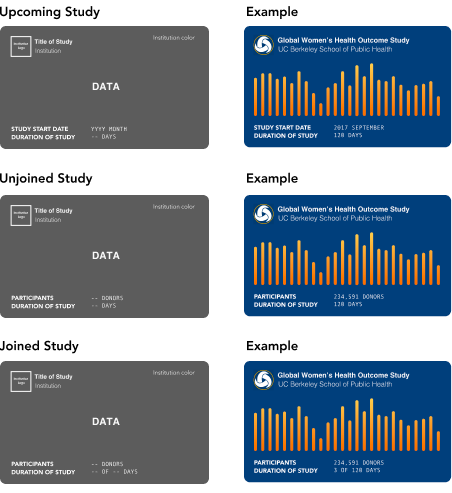 Upcoming Study
Example
Institution logo
Title of Study
Institution
Institution color
DATA
STUDY START DATE YYYY MONTH
DURATION OF STUDY -- DAYS
Global Women's Health Outcome Study
UC Berkeley School of Public Health
STUDY START DATE 2017 SEPTEMBER
DURATION OF STUDY 120 DAYS
Unjoined Study
Example
Institution logo
Title of Study
Institution
Institution color
DATA
PARTICIPANTS -- DONORS
DURATION OF STUDY -- DAYS
Global Women's Health Outcome Study
UC Berkeley School of Public Health
PARTICIPANTS 234,591 DONORS
DURATION OF STUDY 120 DAYS
Joined Study
Example
Institution logo
Title of Study
Institution
Institution color
DATA
PARTICIPANTS -- DONORS
DURATION OF STUDY -- OF -- DAYS
Global Women's Health Outcome Study
UC Berkeley School of Public Health
PARTICIPANTS 234,591 DONORS
DURATION OF STUDY 3 OF 120 DAYS